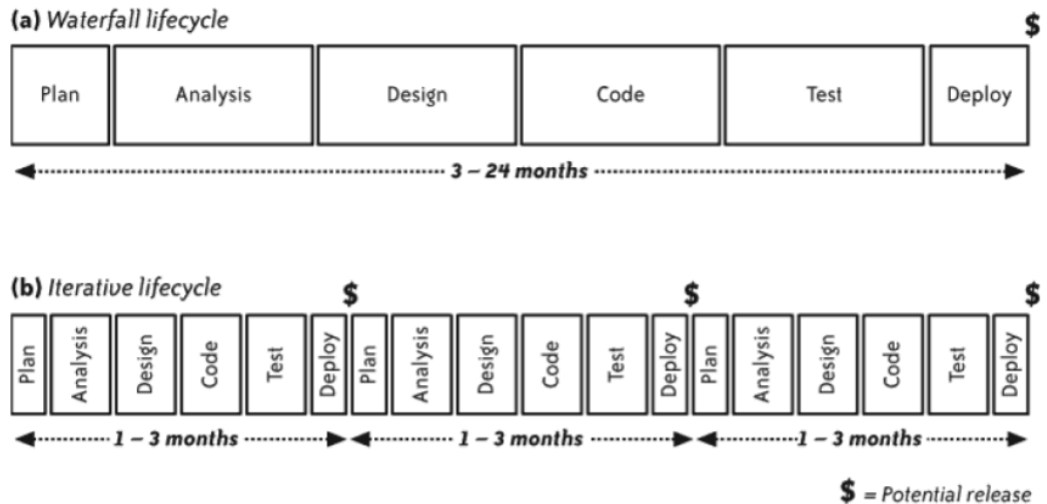 (a) Waterfall lifecycle
$
Plan
Analysis
Design
Code
Test
Deploy
3 – 24 months
(b) Iterative lifecycle
$
$
$
Plan
Analysis
Design
Code
Test
Deploy
Plan
Analysis
Design
Code
Test
Deploy
Plan
Analysis
Design
Code
Test
Deploy
1 – 3 months
1 – 3 months
1 – 3 months
$ = Potential release